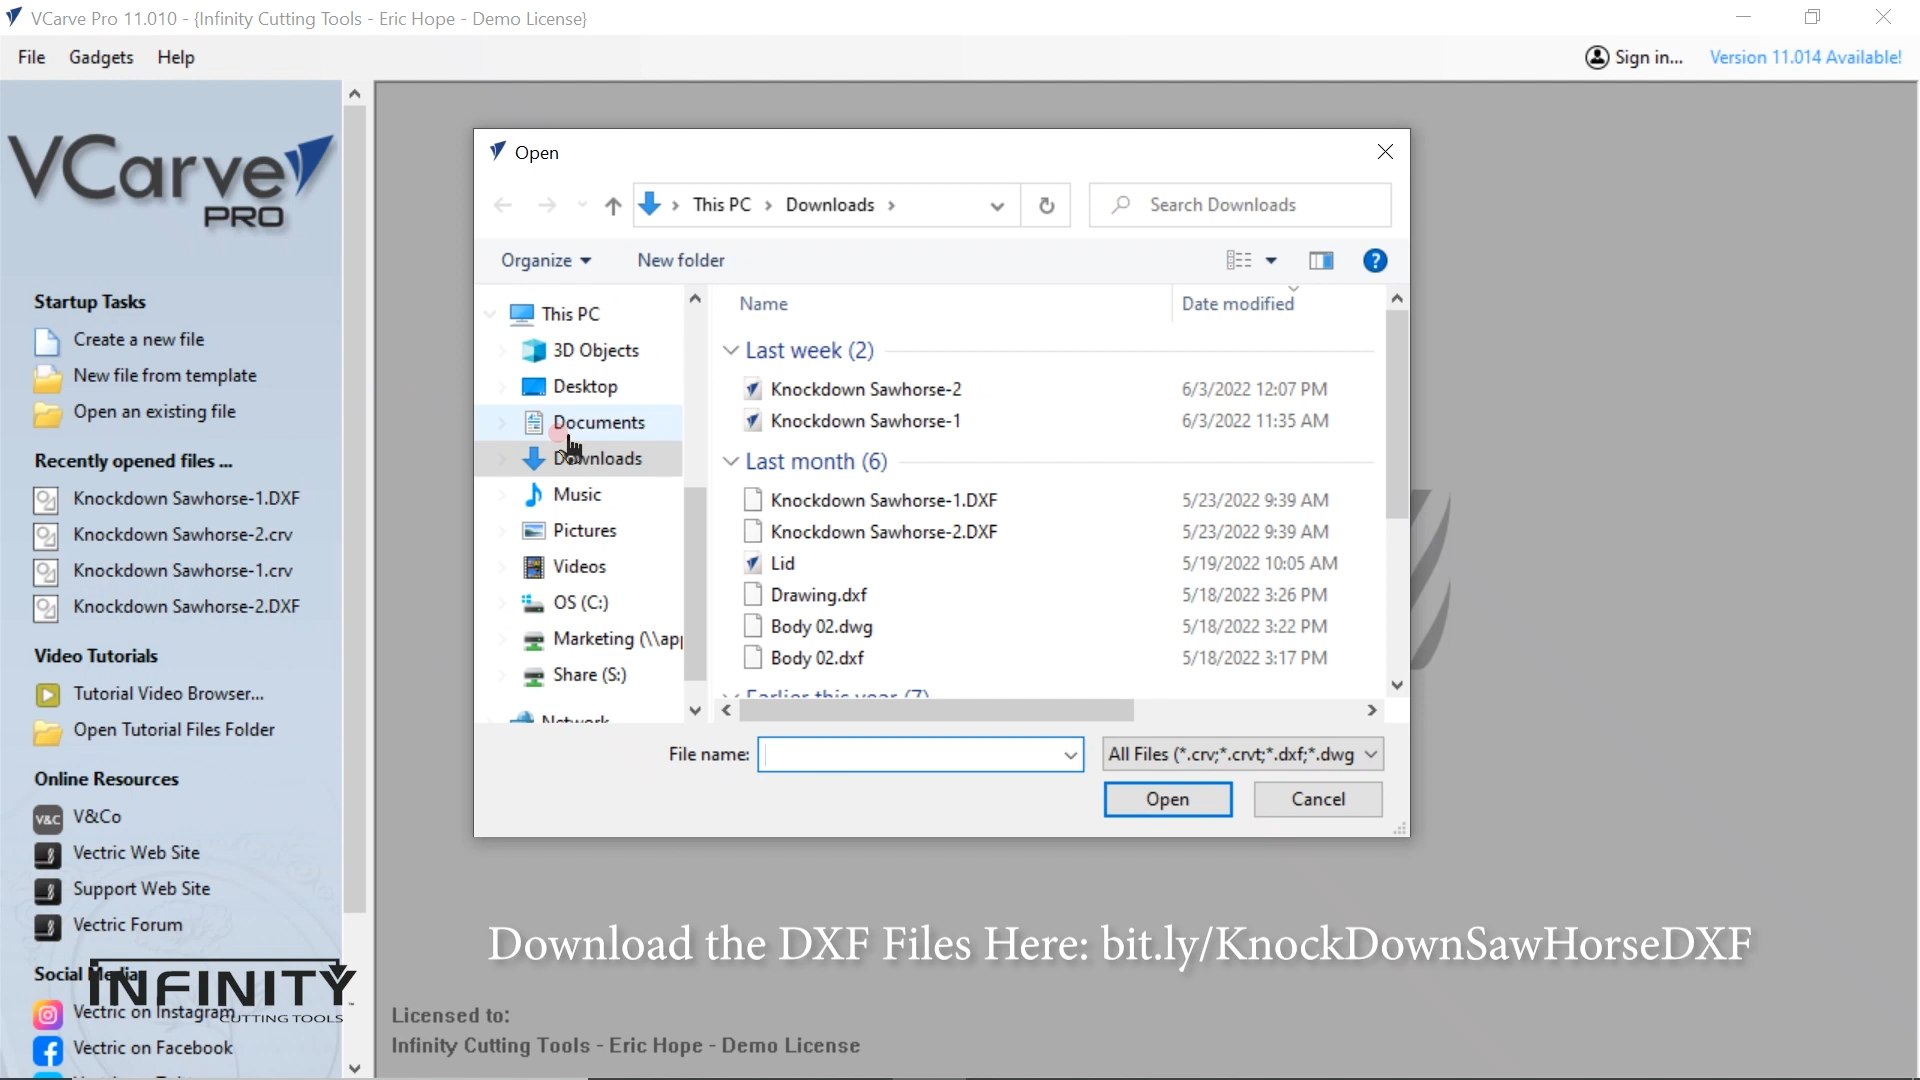 VCarve Pro 11.010 - {Infinity Cutting Tools - Eric Hope - Demo License}
File Gadgets Help
Sign in... Version 11.014 Available!
VCarve
PRO
Startup Tasks
Create a new file
New file from template
Open an existing file
Recently opened files ...
Knockdown Sawhorse-1.DXF
Knockdown Sawhorse-2.crv
Knockdown Sawhorse-1.crv
Knockdown Sawhorse-2.DXF
Video Tutorials
Tutorial Video Browser...
Open Tutorial Files Folder
Online Resources
V&C V&Co
Vectric Web Site
Support Web Site
Vectric Forum
Social Media
INFINITY
CUTTING TOOLS
Vectric on Instagram
Vectric on Facebook
Open
This PC > Downloads >
Search Downloads
Organize New folder
This PC
3D Objects
Desktop
Documents
Downloads
Music
Pictures
Videos
OS (C:)
Marketing (\\app
Share (S:)
Network
Name Date modified
Last week (2)
Knockdown Sawhorse-2 6/3/2022 12:07 PM
Knockdown Sawhorse-1 6/3/2022 11:35 AM
Last month (6)
Knockdown Sawhorse-1.DXF 5/23/2022 9:39 AM
Knockdown Sawhorse-2.DXF 5/23/2022 9:39 AM
Lid 5/19/2022 10:05 AM
Drawing.dxf 5/18/2022 3:26 PM
Body 02.dwg 5/18/2022 3:22 PM
Body 02.dxf 5/18/2022 3:17 PM
Earlier this year (7)
File name: All Files (*.crv;*.crvt;*.dxf;*.dwg
Open Cancel
Download the DXF Files Here: bit.ly/KnockDownSawHorseDXF
Licensed to:
Infinity Cutting Tools - Eric Hope - Demo License